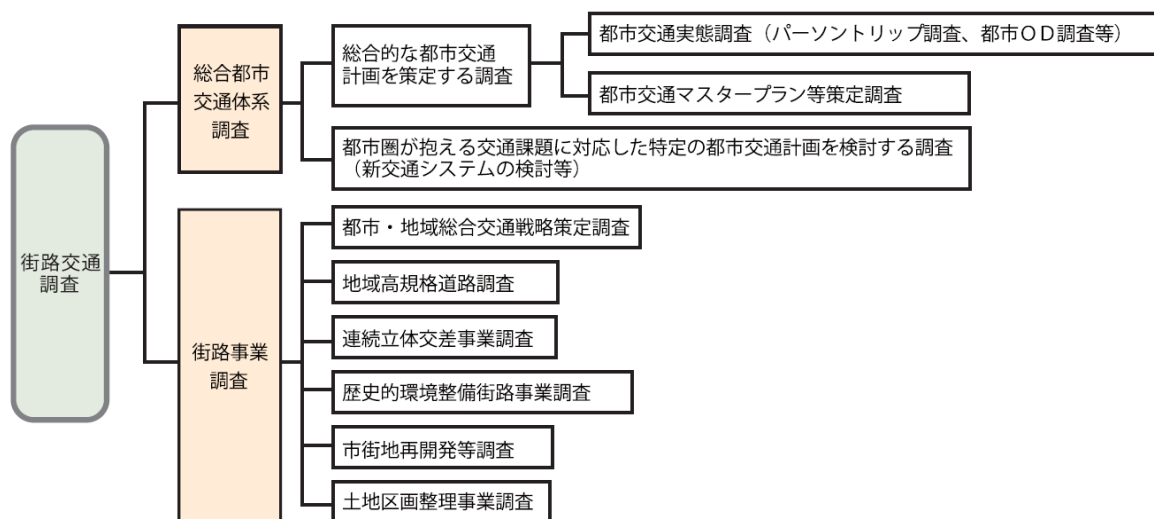 街路交通
調査
総合都市
交通体系
調査
総合的な都市交通
計画を策定する調査
都市交通実態調査（パーソントリップ調査、都市ＯＤ調査等）
都市交通マスタープラン等策定調査
都市圏が抱える交通課題に対応した特定の都市交通計画を検討する調査
（新交通システムの検討等）
街路事業
調査
都市・地域総合交通戦略策定調査
地域高規格道路調査
連続立体交差事業調査
歴史的環境整備街路事業調査
市街地再開発等調査
土地区画整理事業調査